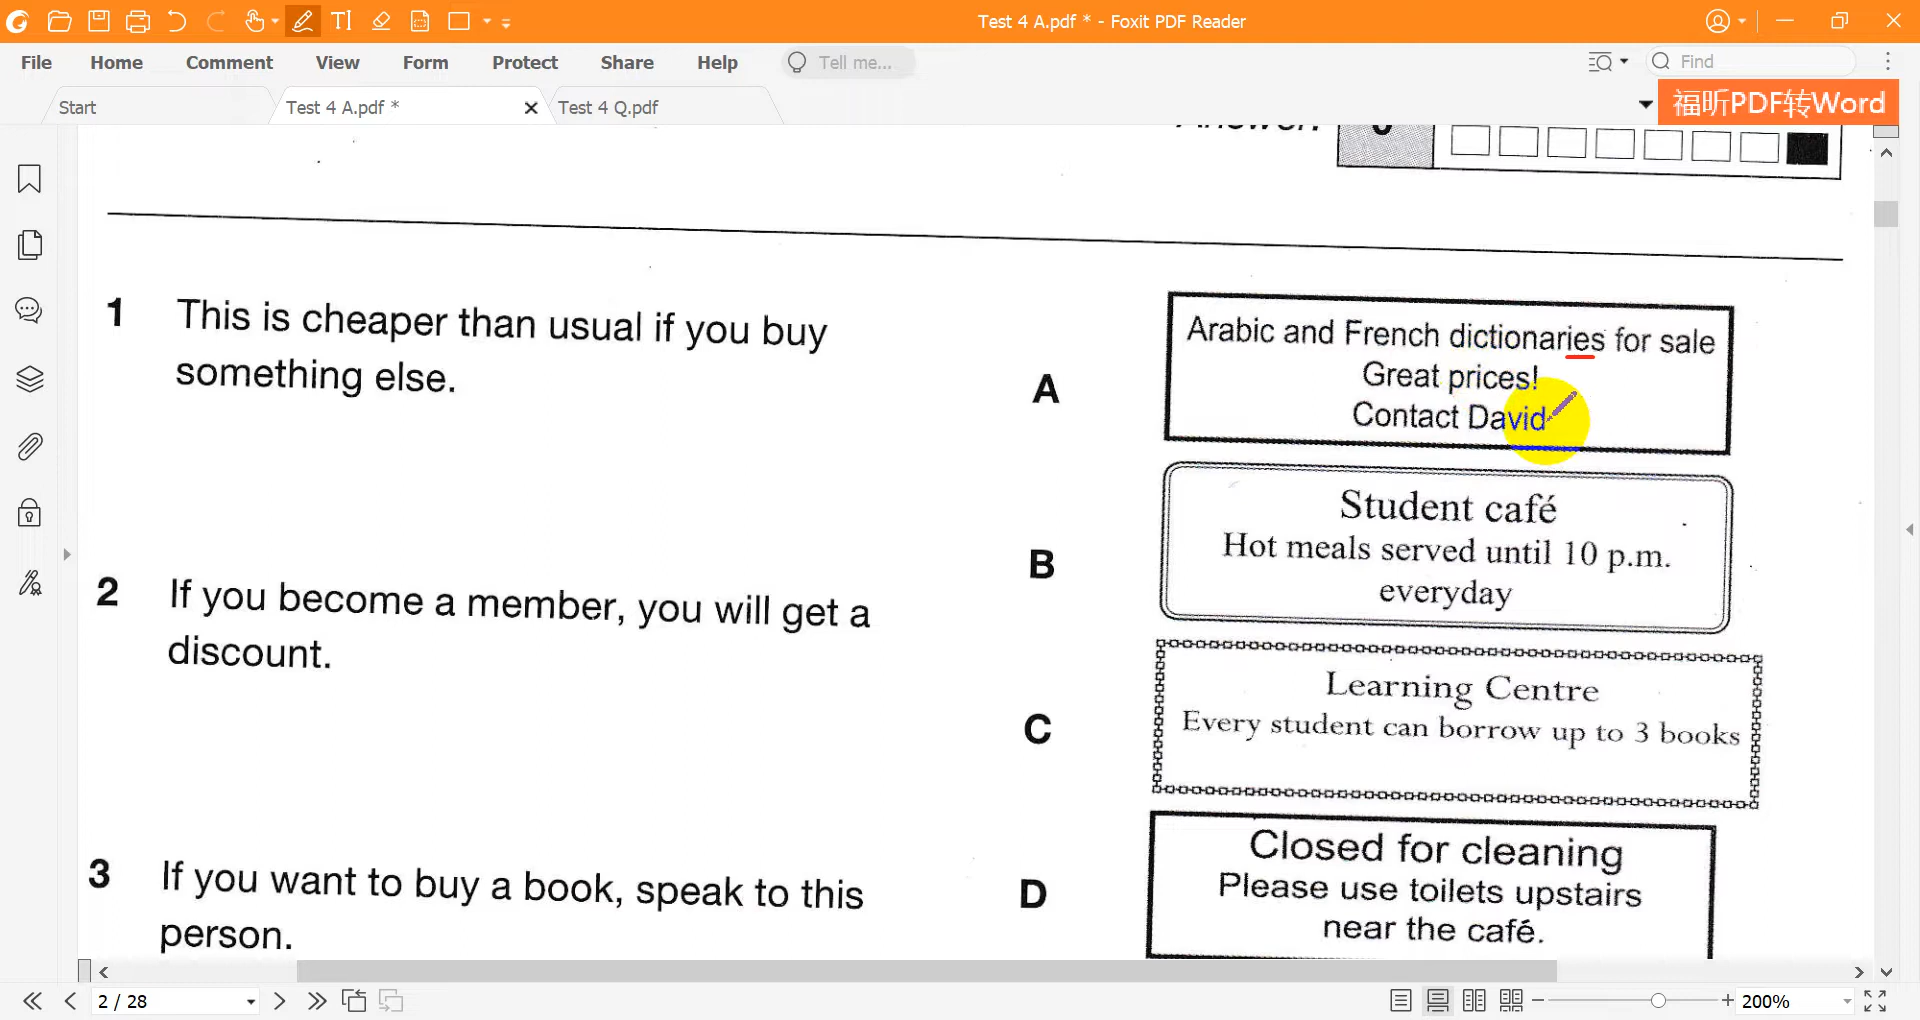 Test 4 A.pdf * - Foxit PDF Reader
File Home Comment View Form Protect Share Help Tell me... Find
Start Test 4 A.pdf * Test 4 Q.pdf 福昕PDF转Word
Answer: 0
1 This is cheaper than usual if you buy
something else.
A
Arabic and French dictionaries for sale
Great prices!
Contact David
B
Student café
Hot meals served until 10 p.m.
everyday
2 If you become a member, you will get a
discount.
C
Learning Centre
Every student can borrow up to 3 books
3 If you want to buy a book, speak to this
person.
D
Closed for cleaning
Please use toilets upstairs
near the café.
2 / 28 200%